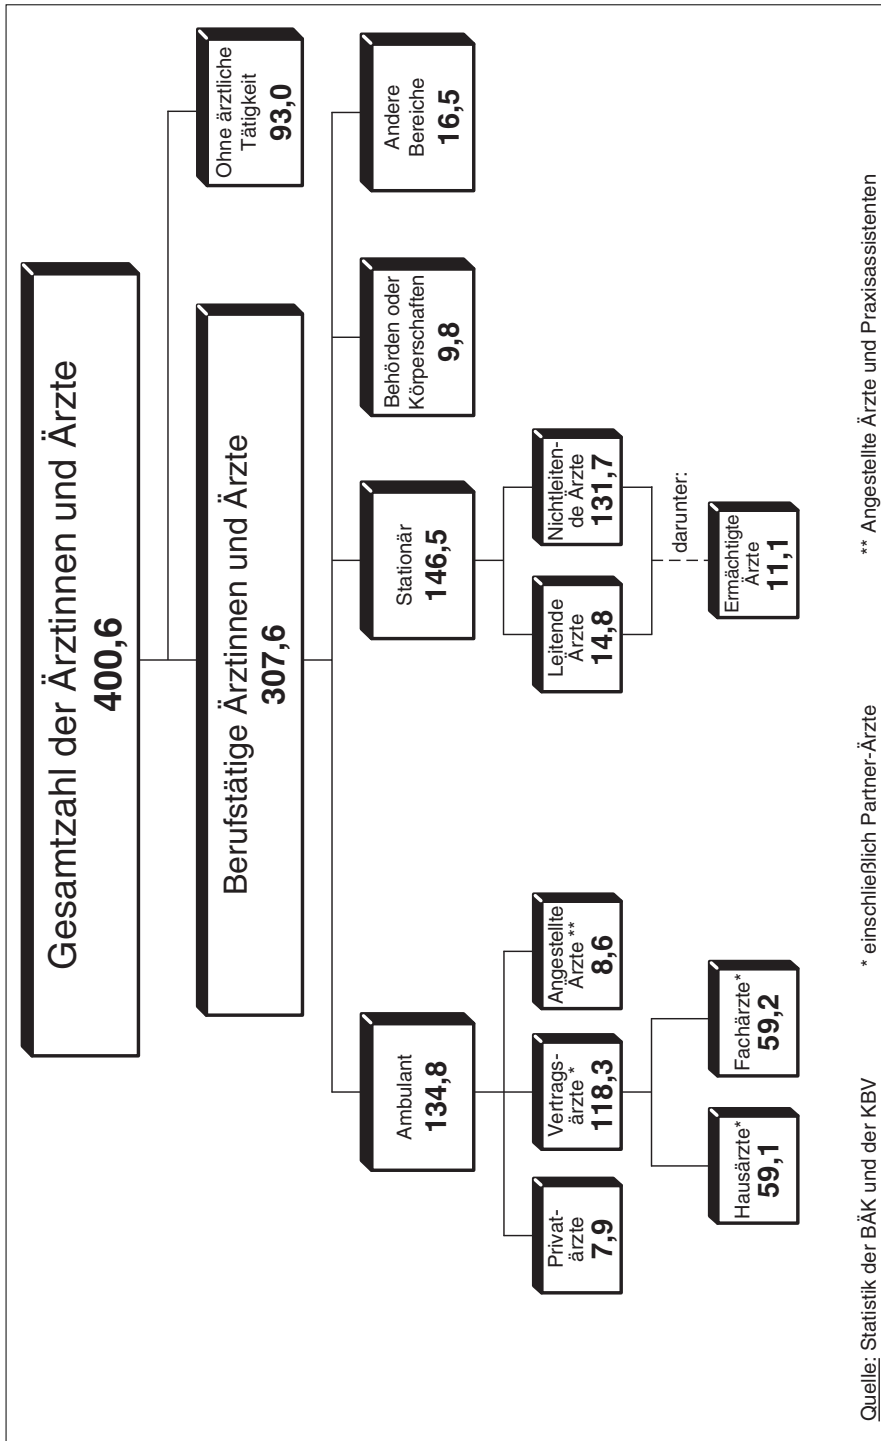 Gesamtzahl der Ärztinnen und Ärzte
400,6
Berufstätige Ärztinnen und Ärzte
307,6
Ohne ärztliche
Tätigkeit
93,0
Ambulant
134,8
Stationär
146,5
Behörden oder
Körperschaften
9,8
Andere
Bereiche
16,5
Privat-
ärzte
7,9
Vertrags-
ärzte *
118,3
Angestellte
Ärzte **
8,6
Leitende
Ärzte
14,8
Nichtleiten-
de Ärzte
131,7
darunter:
Hausärzte*
59,1
Fachärzte*
59,2
Ermächtigte
Ärzte
11,1
Quelle: Statistik der BÄK und der KBV
* einschließlich Partner-Ärzte
** Angestellte Ärzte und Praxisassistenten